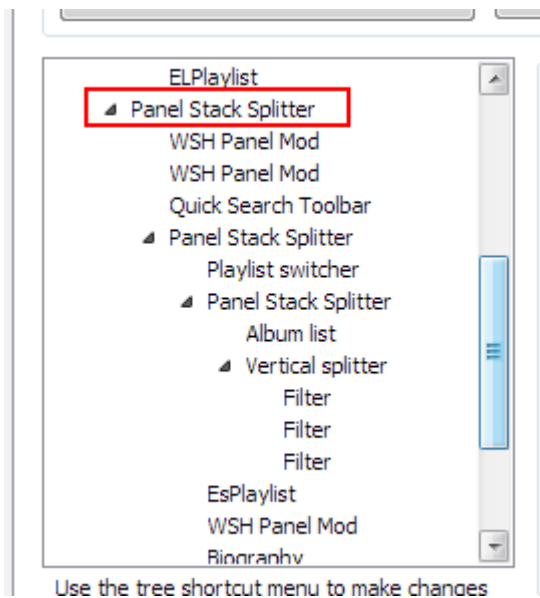 ELPlaylist
Panel Stack Splitter
WSH Panel Mod
WSH Panel Mod
Quick Search Toolbar
Panel Stack Splitter
Playlist switcher
Panel Stack Splitter
Album list
Vertical splitter
Filter
Filter
Filter
EsPlaylist
WSH Panel Mod
Biography
Use the tree shortcut menu to make changes